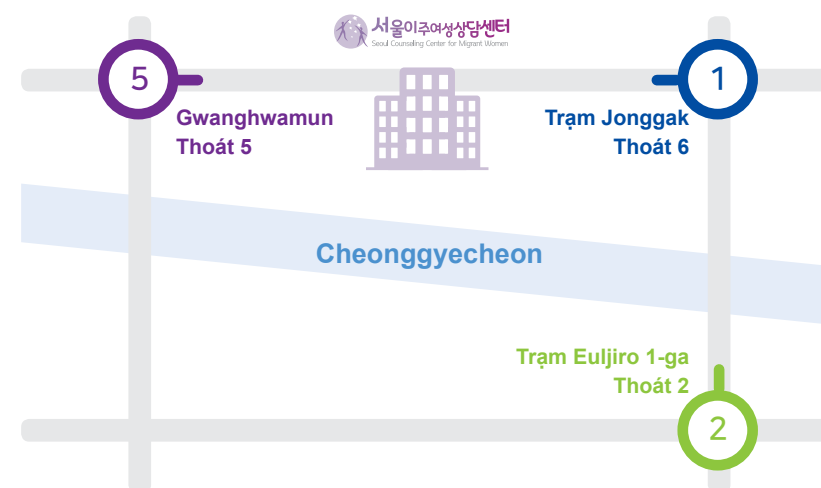 서울이주여성상담센터
Seoul Counseling Center for Migrant Women
5
1
Gwanghwamun
Thoát 5
Trạm Jonggak
Thoát 6
Cheonggyecheon
Trạm Euljiro 1-ga
Thoát 2
2